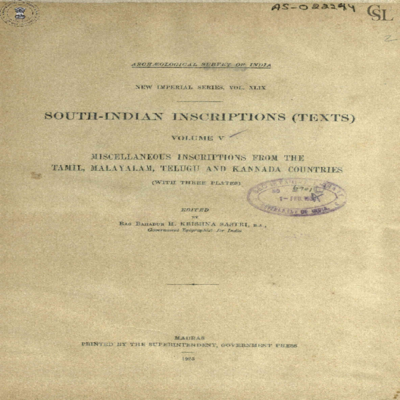 AS-023294
CSL
ARCHÆOLOGICAL SURVEY OF INDIA
NEW IMPERIAL SERIES, VOL. XLIX
SOUTH-INDIAN INSCRIPTIONS (TEXTS)
VOLUME V
MISCELLANEOUS INSCRIPTIONS FROM THE
TAMIL, MALAYALAM, TELUGU AND KANNADA COUNTRIES
(WITH THREE PLATES)
EDITED
BY
RAO BAHADUR H. KRISHNA SASTRI, B.A.,
Government Epigraphist for India
MADRAS
PRINTED BY THE SUPERINTENDENT, GOVERNMENT PRESS